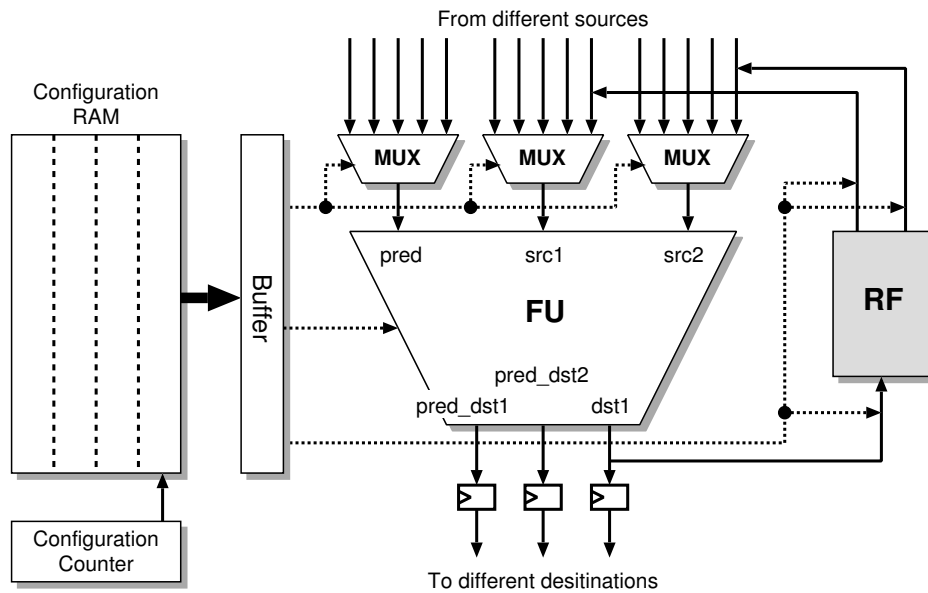 From different sources
Configuration
RAM
MUX
MUX
MUX
pred
src1
src2
Buffer
FU
RF
pred_dst2
pred_dst1
dst1
Configuration
Counter
To different desitinations